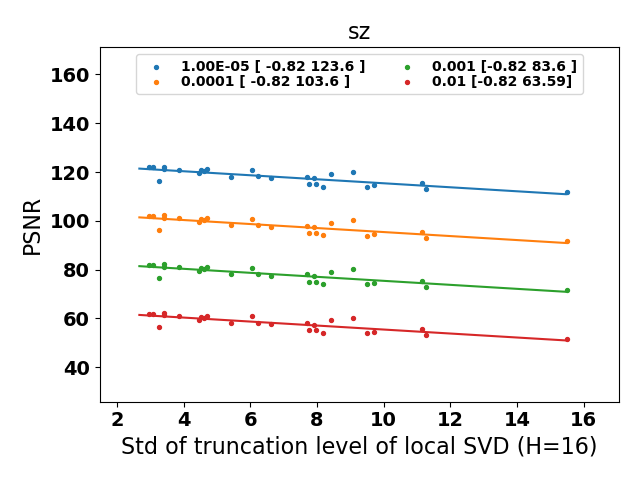 sz
1.00E-05 [ -0.82 123.6 ]
0.0001 [ -0.82 103.6 ]
0.001 [-0.82 83.6 ]
0.01 [-0.82 63.59]
PSNR
160
140
120
100
80
60
40
2 4 6 8 10 12 14 16
Std of truncation level of local SVD (H=16)